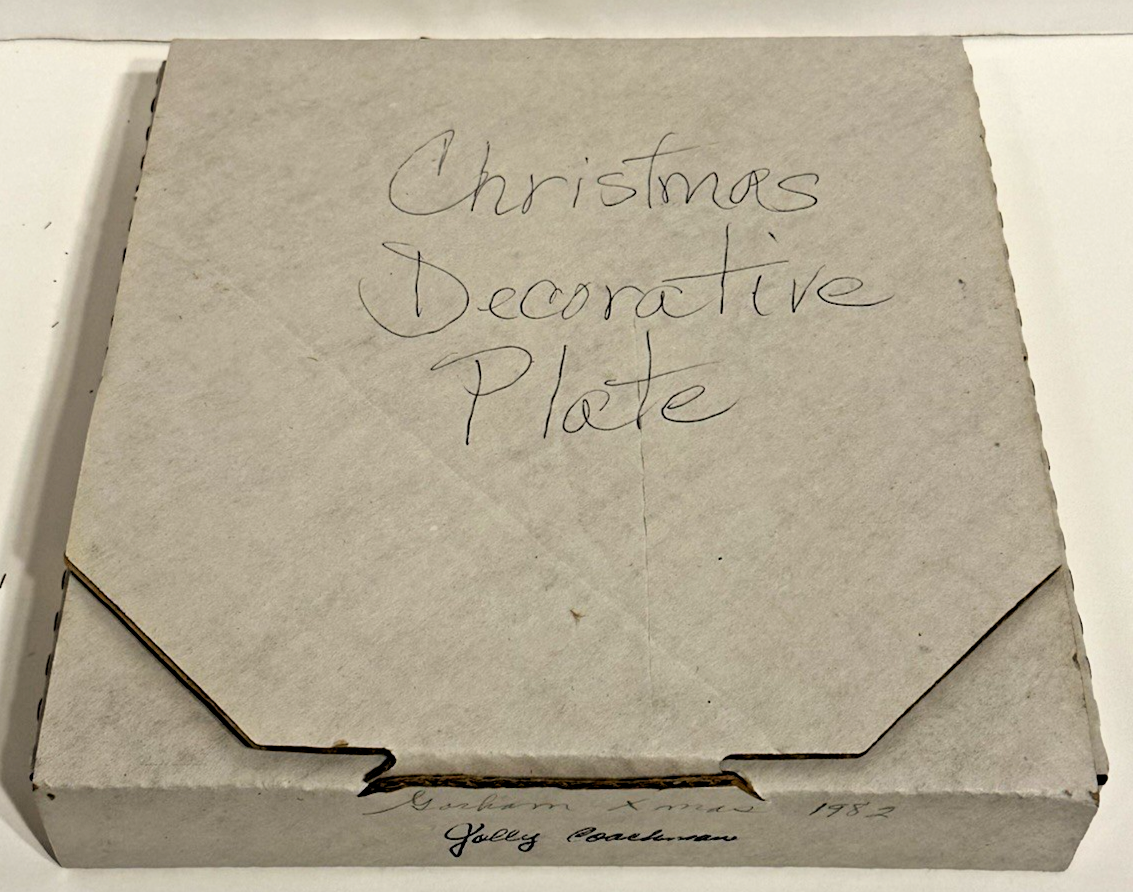 Christmas
Decorative
Plate
Gorham Xmas 1982
Jolly Coachman